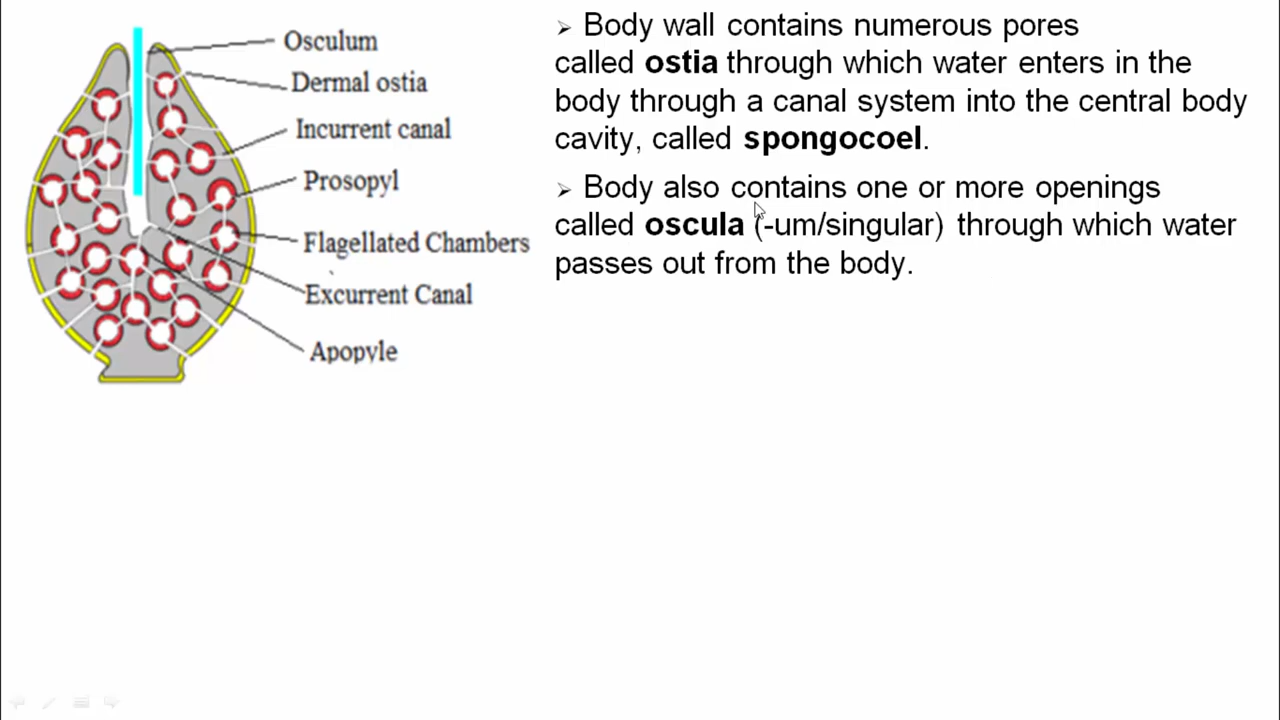 Osculum
Dermal ostia
Incurrent canal
Prosopyl
Flagellated Chambers
Excurrent Canal
Apopyle
➢ Body wall contains numerous pores
called ostia through which water enters in the
body through a canal system into the central body
cavity, called spongocoel.
➢ Body also contains one or more openings
called oscula (-um/singular) through which water
passes out from the body.